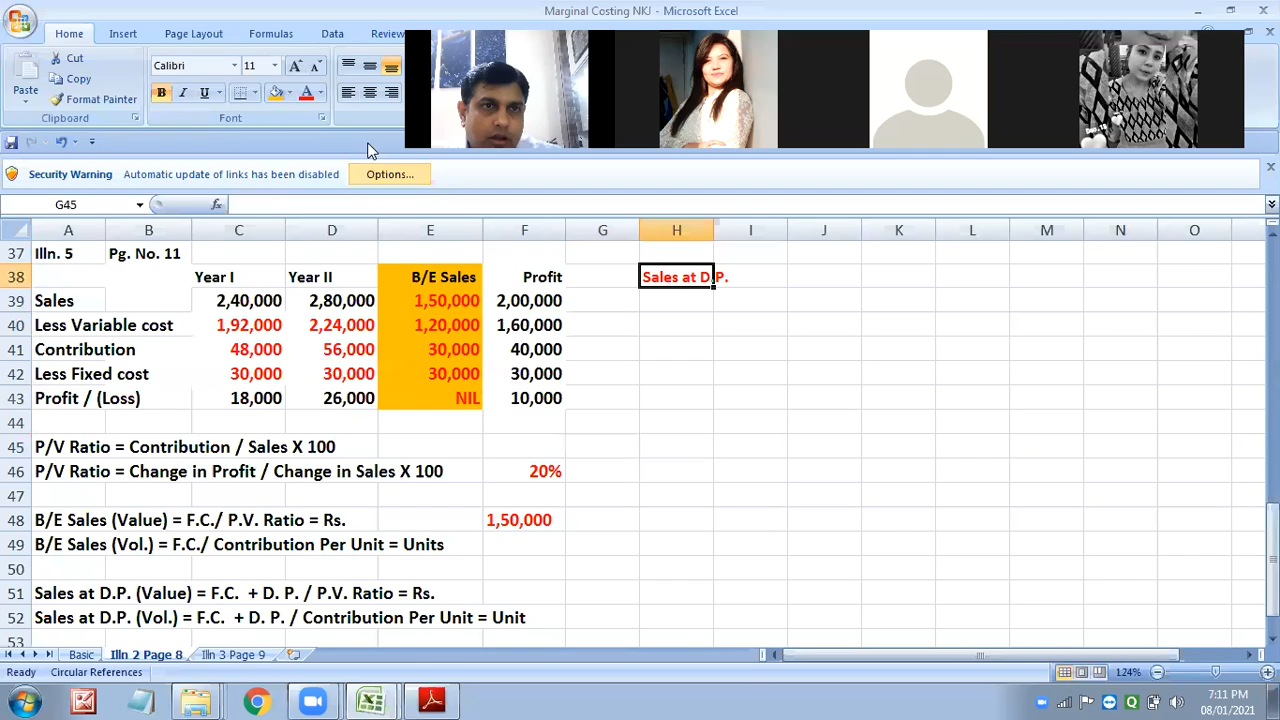 Marginal Costing NKJ - Microsoft Excel
Home Insert Page Layout Formulas Data Review
Paste Cut Copy Format Painter
Clipboard
Calibri 11 A A
B I U A
Font
Security Warning Automatic update of links has been disabled Options...
G45 fx
A B C D E F G H I J K L M N O
37 Illn. 5 Pg. No. 11
38 Year I Year II B/E Sales Profit Sales at D.P.
39 Sales 2,40,000 2,80,000 1,50,000 2,00,000
40 Less Variable cost 1,92,000 2,24,000 1,20,000 1,60,000
41 Contribution 48,000 56,000 30,000 40,000
42 Less Fixed cost 30,000 30,000 30,000 30,000
43 Profit / (Loss) 18,000 26,000 NIL 10,000
44
45 P/V Ratio = Contribution / Sales X 100
46 P/V Ratio = Change in Profit / Change in Sales X 100 20%
47
48 B/E Sales (Value) = F.C./ P.V. Ratio = Rs. 1,50,000
49 B/E Sales (Vol.) = F.C./ Contribution Per Unit = Units
50
51 Sales at D.P. (Value) = F.C. + D. P. / P.V. Ratio = Rs.
52 Sales at D.P. (Vol.) = F.C. + D. P. / Contribution Per Unit = Unit
53
Basic Illn 2 Page 8 Illn 3 Page 9
Ready Circular References 124%
7:11 PM
08/01/2021